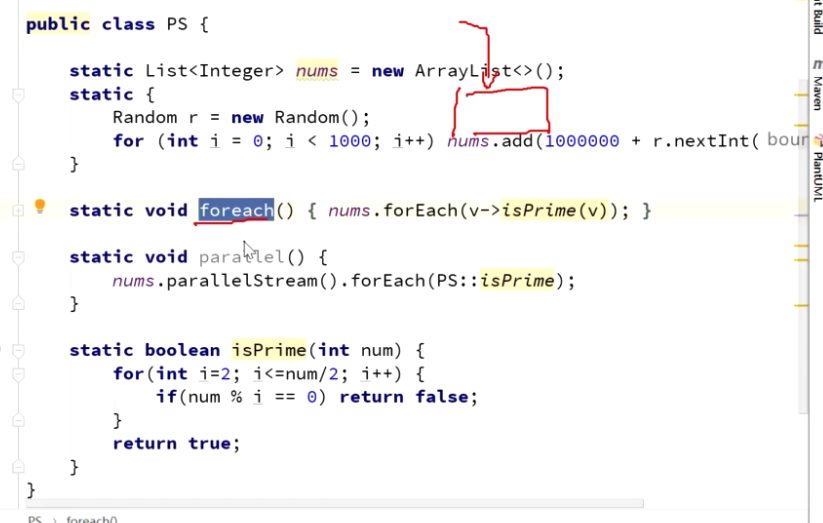 public class PS {
static List<Integer> nums = new ArrayList<>();
static {
Random r = new Random();
for (int i = 0; i < 1000; i++) nums.add(1000000 + r.nextInt(
}
static void foreach() { nums.forEach(v->isPrime(v)); }
static void parallel() {
nums.parallelStream().forEach(PS::isPrime);
}
static boolean isPrime(int num) {
for(int i=2; i<=num/2; i++) {
if(num % i == 0) return false;
}
return true;
}
}
PS › foreach()
Build
Maven
PlantUML